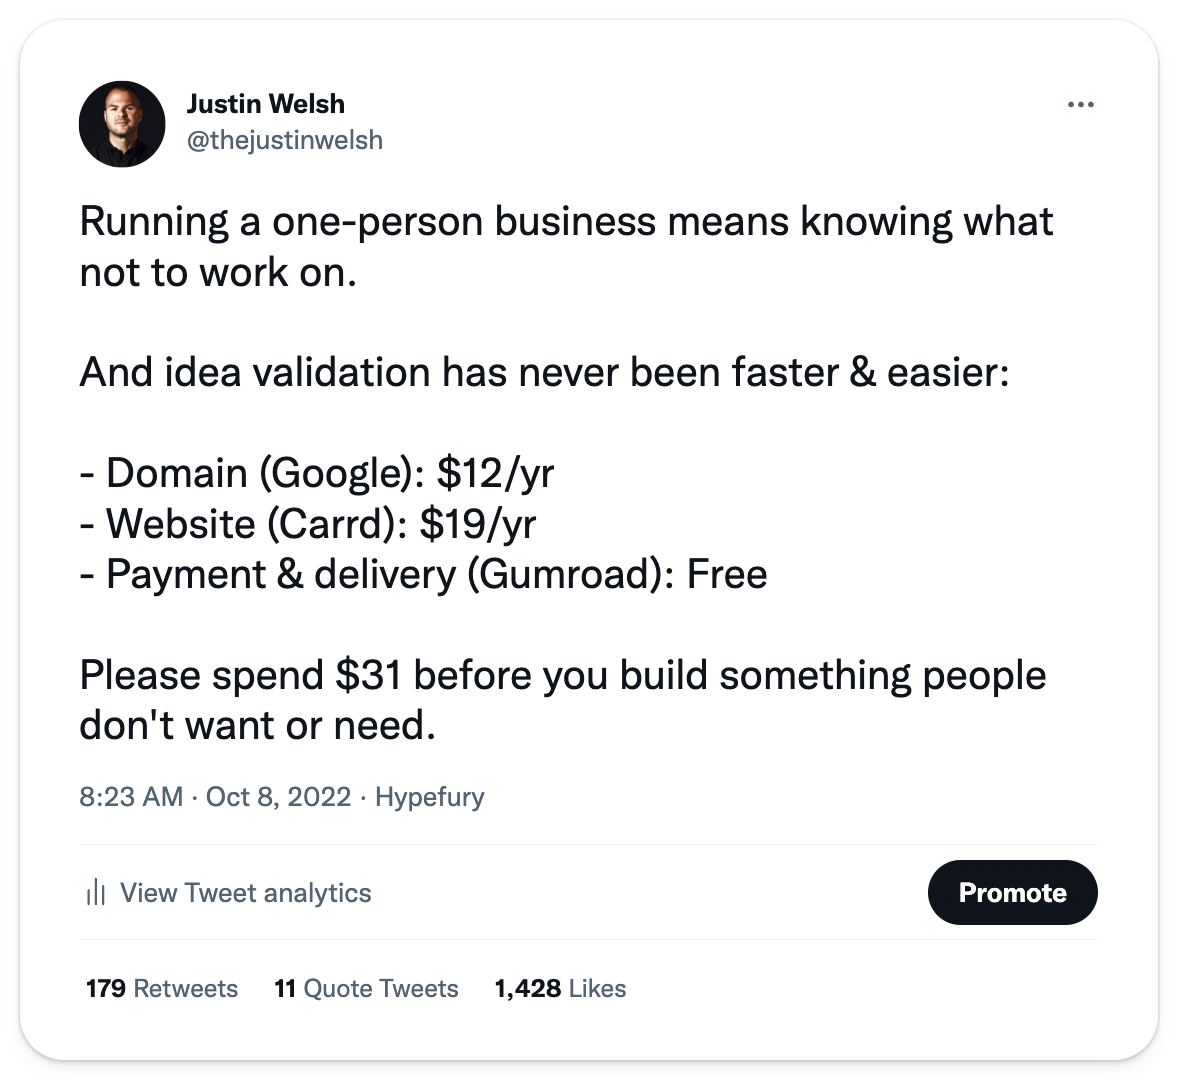 Justin Welsh
@thejustinwelsh
Running a one-person business means knowing what
not to work on.
And idea validation has never been faster & easier:
- Domain (Google): $12/yr
- Website (Carrd): $19/yr
- Payment & delivery (Gumroad): Free
Please spend $31 before you build something people
don't want or need.
8:23 AM · Oct 8, 2022 · Hypefury
View Tweet analytics
Promote
179 Retweets 11 Quote Tweets 1,428 Likes